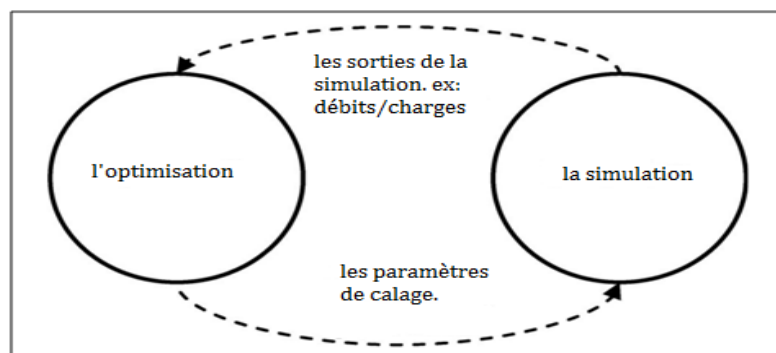 les sorties de la
simulation. ex:
débits/charges
l'optimisation
la simulation
les paramètres
de calage.